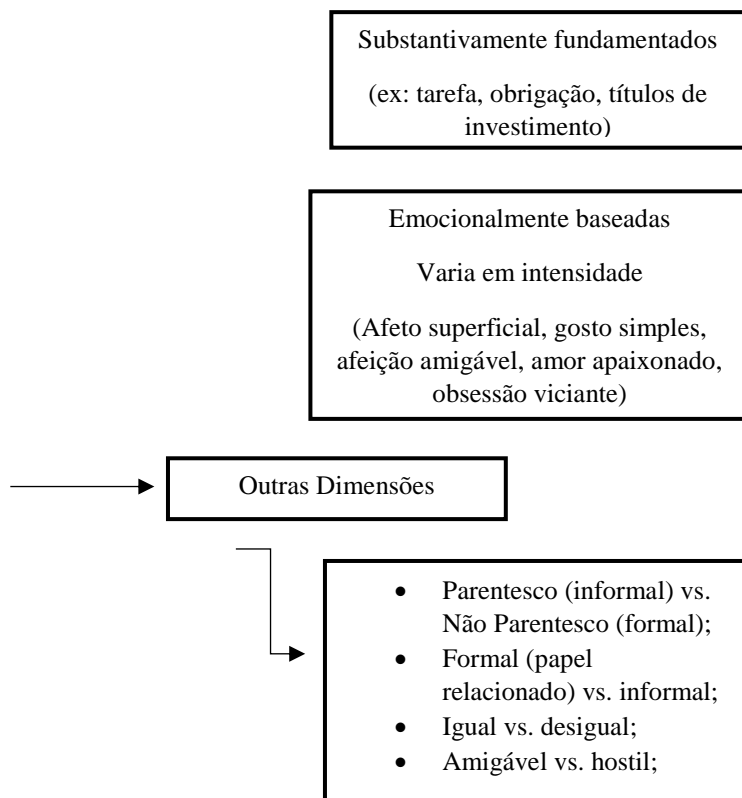 Substantivamente fundamentados
(ex: tarefa, obrigação, títulos de
investimento)
Emocionalmente baseadas
Varia em intensidade
(Afeto superficial, gosto simples,
afeição amigável, amor apaixonado,
obsessão viciante)
Outras Dimensões
• Parentesco (informal) vs.
Não Parentesco (formal);
• Formal (papel
relacionado) vs. informal;
• Igual vs. desigual;
• Amigável vs. hostil;